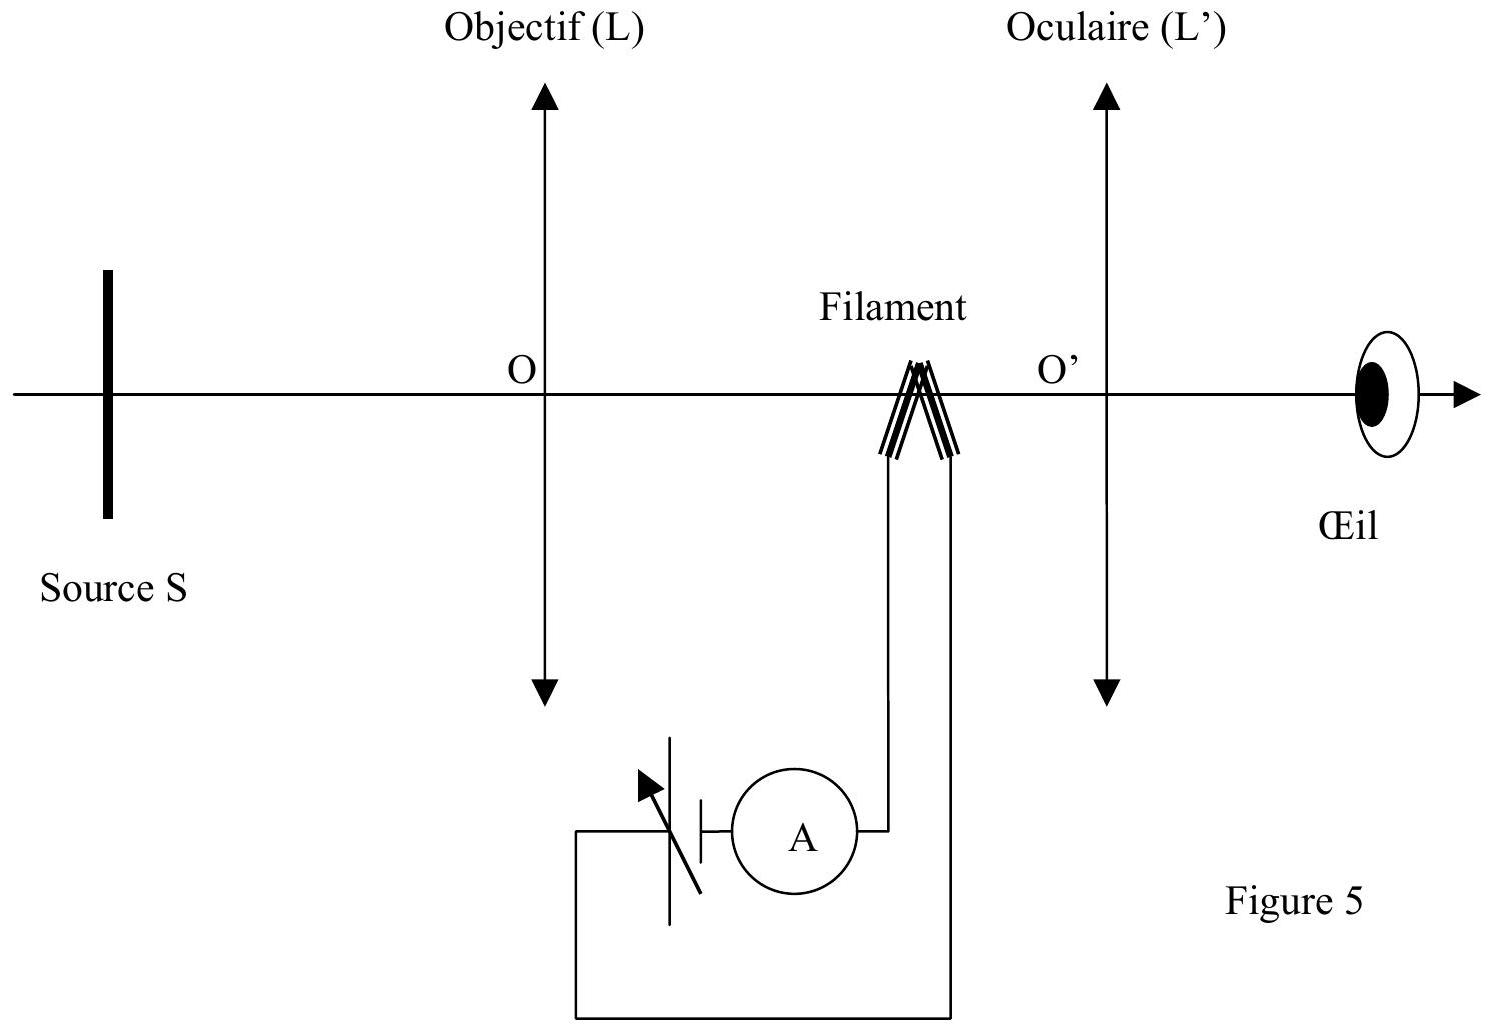 Objectif (L)
Oculaire (L’)
Filament
O
O’
Œil
Source S
A
Figure 5